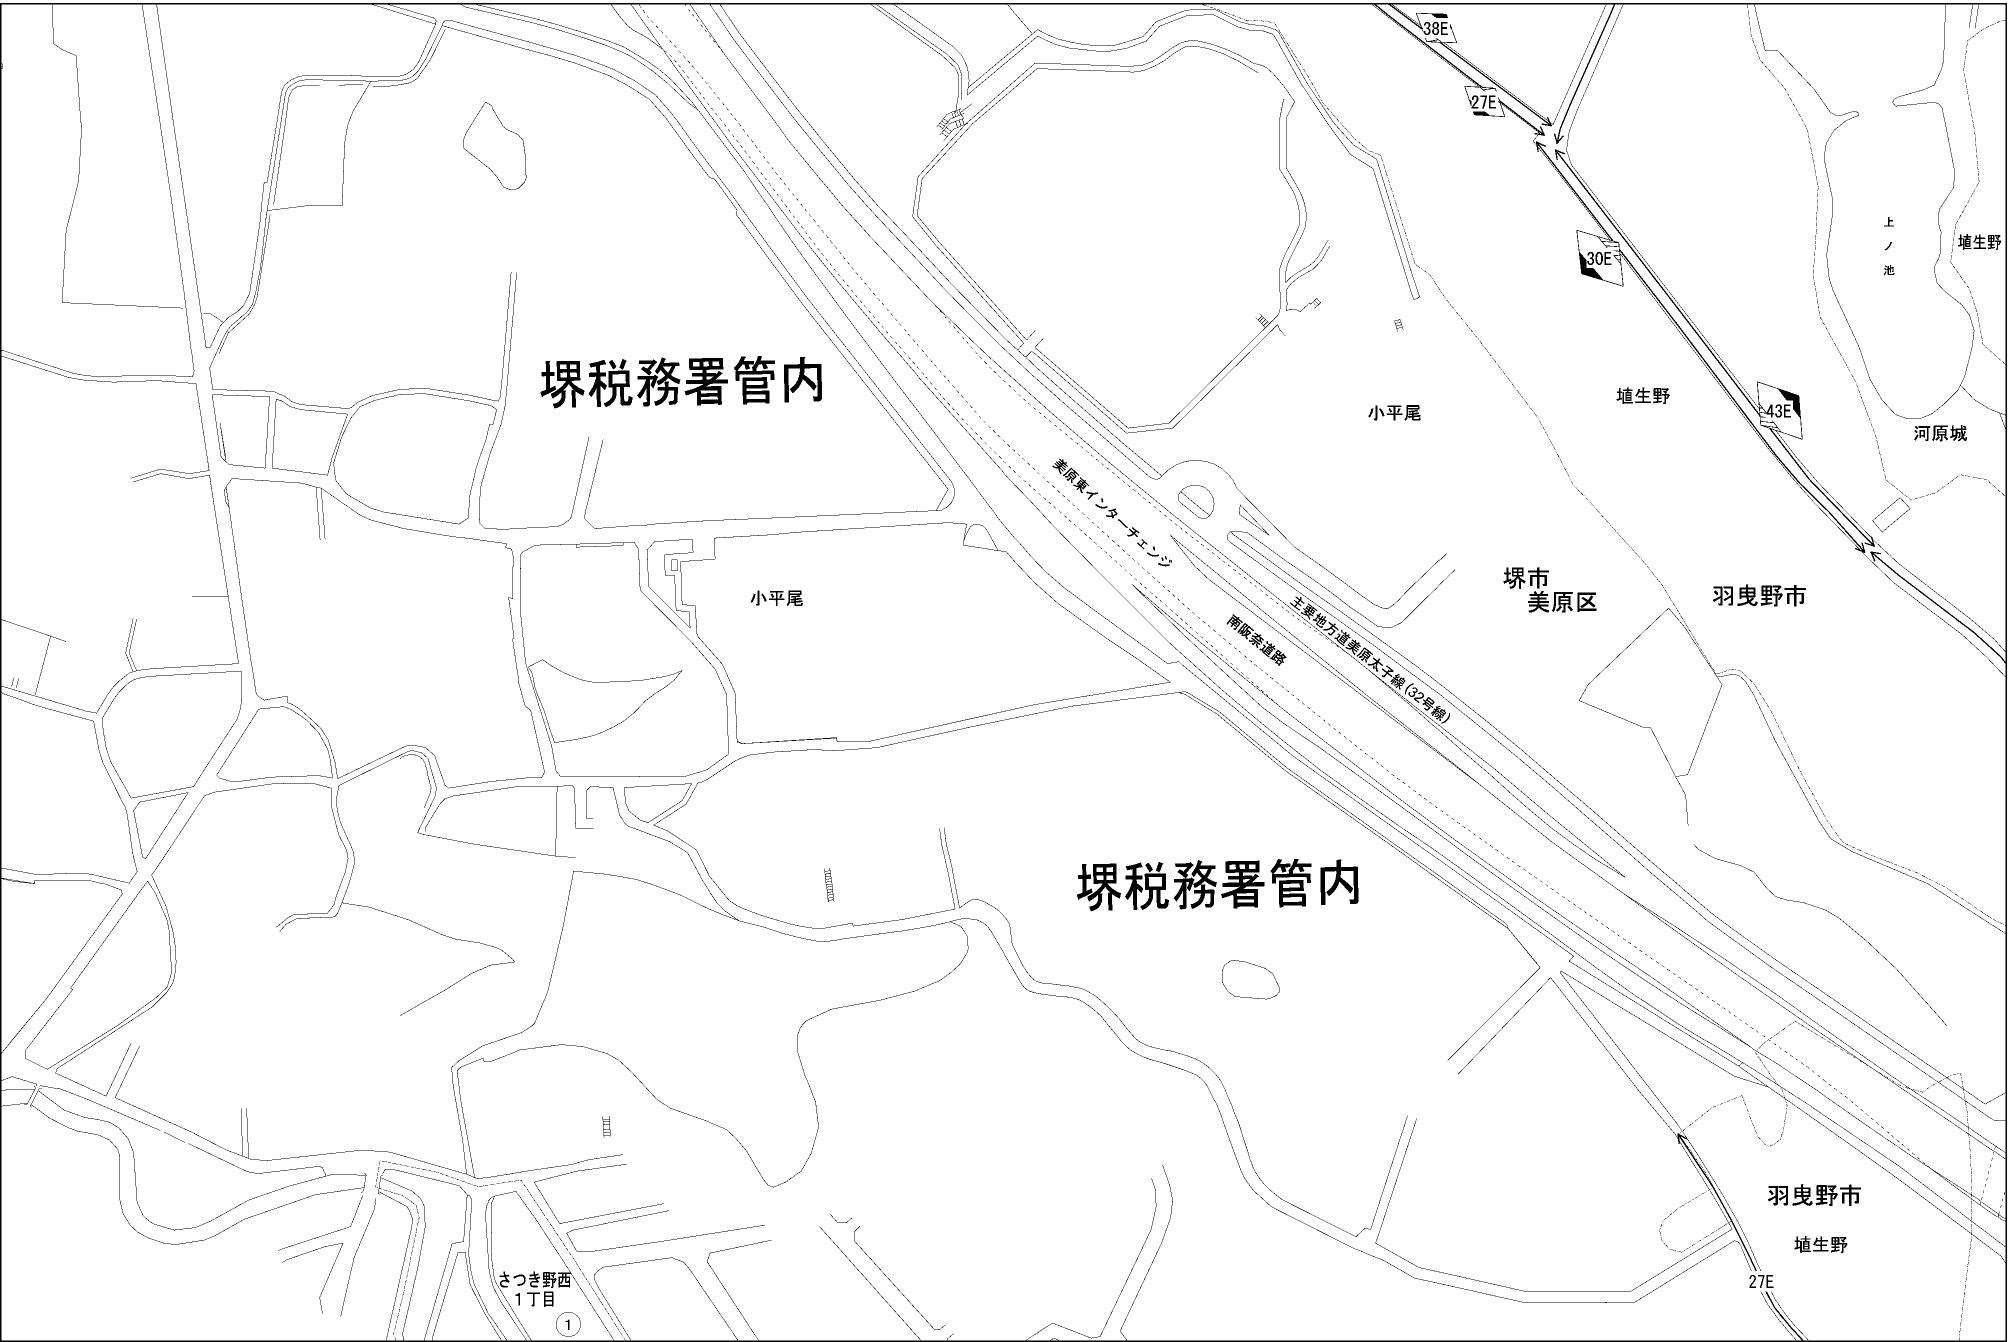 38E
27E
上ノ池
埴生野
30E
堺税務署管内
小平尾
埴生野
43E
河原城
美原東インターチェンジ
小平尾
堺市
美原区
羽曳野市
主要地方道美原太子線(32号線)
南阪奈道路
堺税務署管内
羽曳野市
埴生野
27E
さつき野西
1丁目
1